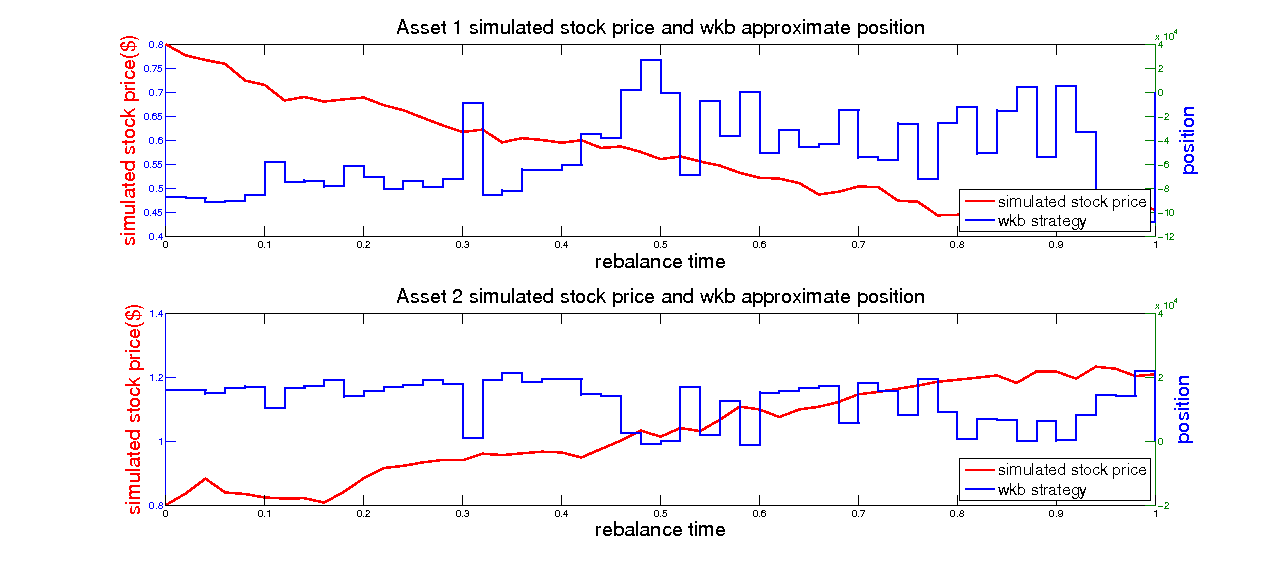 Asset 1 simulated stock price and wkb approximate position
x 10^4
simulated stock price($)
0.8
0.75
0.7
0.65
0.6
0.55
0.5
0.45
0.4
4
2
0
-2
-4
-6
-8
-10
-12
position
simulated stock price
wkb strategy
0 0.1 0.2 0.3 0.4 0.5 0.6 0.7 0.8 0.9 1
rebalance time
Asset 2 simulated stock price and wkb approximate position
x 10^4
simulated stock price($)
1.4
1.2
1
0.8
4
2
0
-2
position
simulated stock price
wkb strategy
0 0.1 0.2 0.3 0.4 0.5 0.6 0.7 0.8 0.9 1
rebalance time